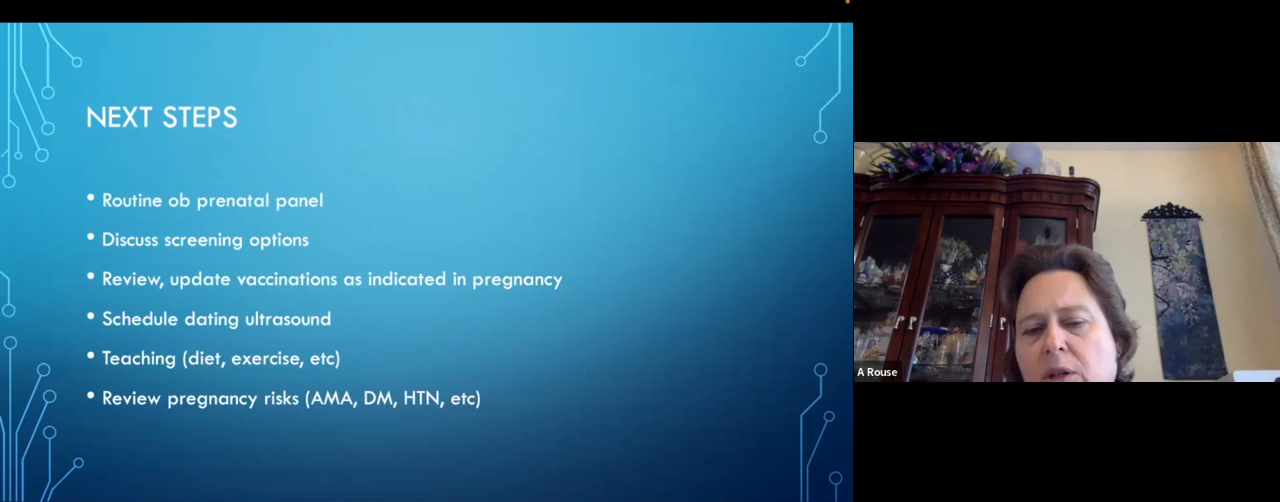 NEXT STEPS
• Routine ob prenatal panel
• Discuss screening options
• Review, update vaccinations as indicated in pregnancy
• Schedule dating ultrasound
• Teaching (diet, exercise, etc)
• Review pregnancy risks (AMA, DM, HTN, etc)
A Rouse